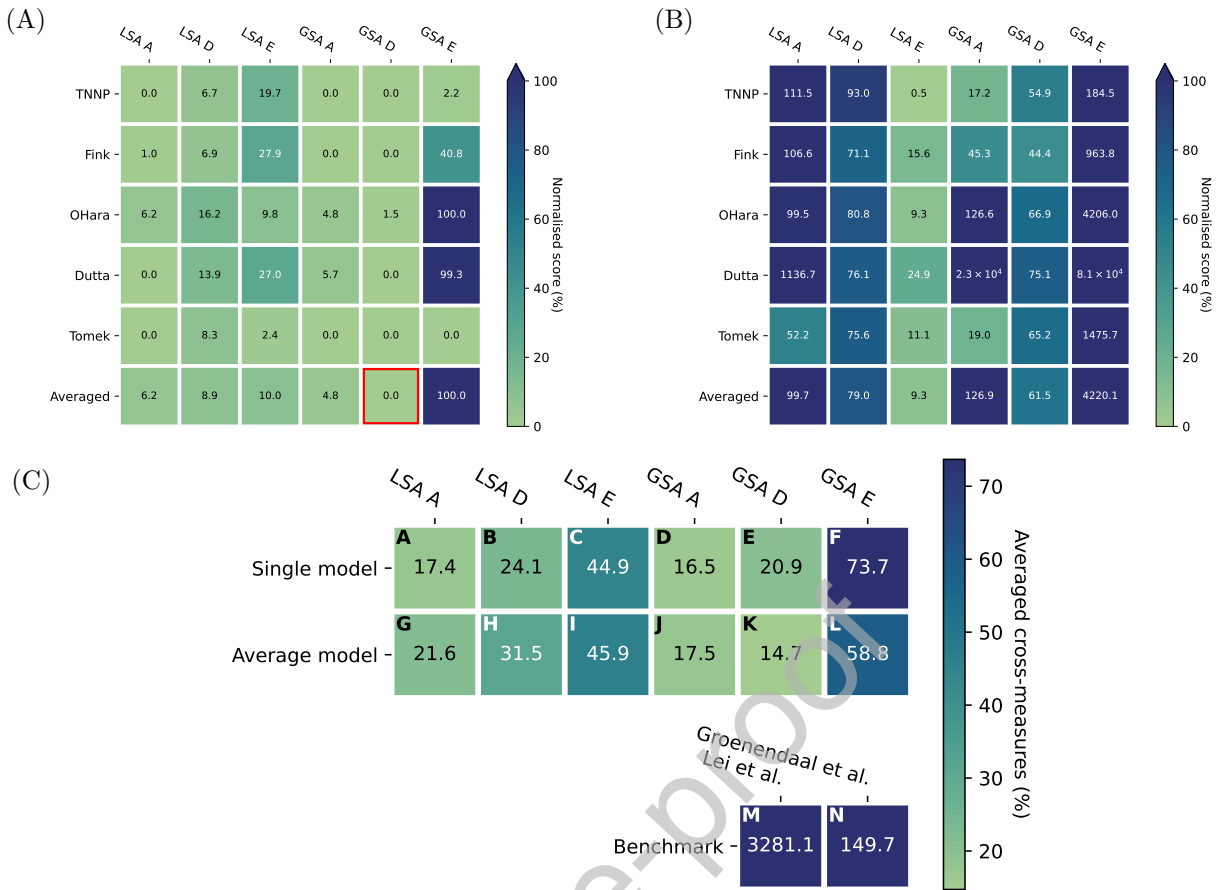 (A)
LSA A LSA D LSA E GSA A GSA D GSA E
TNNP 0.0 6.7 19.7 0.0 0.0 2.2
Fink 1.0 6.9 27.9 0.0 0.0 40.8
OHara 6.2 16.2 9.8 4.8 1.5 100.0
Dutta 0.0 13.9 27.0 5.7 0.0 99.3
Tomek 0.0 8.3 2.4 0.0 0.0 0.0
Averaged 6.2 8.9 10.0 4.8 0.0 100.0
100
80
60
40
20
0
Normalised score (%)
(B)
LSA A LSA D LSA E GSA A GSA D GSA E
TNNP 111.5 93.0 0.5 17.2 54.9 184.5
Fink 106.6 71.1 15.6 45.3 44.4 963.8
OHara 99.5 80.8 9.3 126.6 66.9 4206.0
Dutta 1136.7 76.1 24.9 2.3 × 10⁴ 75.1 8.1 × 10⁴
Tomek 52.2 75.6 11.1 19.0 65.2 1475.7
Averaged 99.7 79.0 9.3 126.9 61.5 4220.1
100
80
60
40
20
0
Normalised score (%)
(C)
LSA A LSA D LSA E GSA A GSA D GSA E
A B C D E F
Single model 17.4 24.1 44.9 16.5 20.9 73.7
G H I J K L
Average model 21.6 31.5 45.9 17.5 14.7 58.8
Groenendaal et al.
Lei et al.
M N
Benchmark 3281.1 149.7
70
60
50
40
30
20
Averaged cross-measures (%)
e-proof